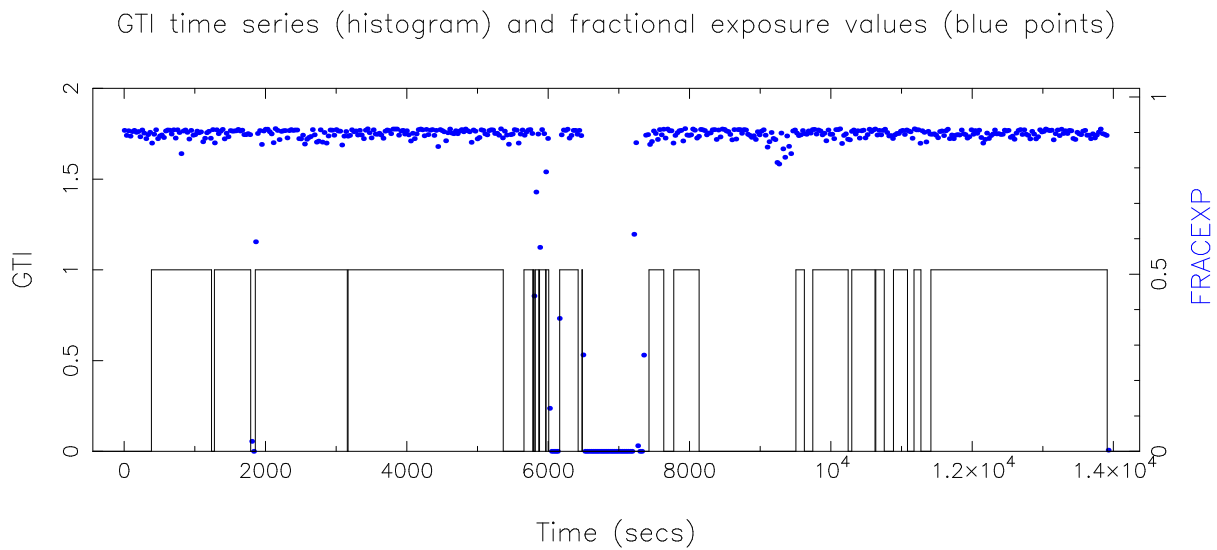 GTI time series (histogram) and fractional exposure values (blue points)
2
1.5
1
0.5
0
GTI
1
0.5
0
FRACEXP
0 2000 4000 6000 8000 10⁴ 1.2×10⁴ 1.4×10⁴
Time (secs)